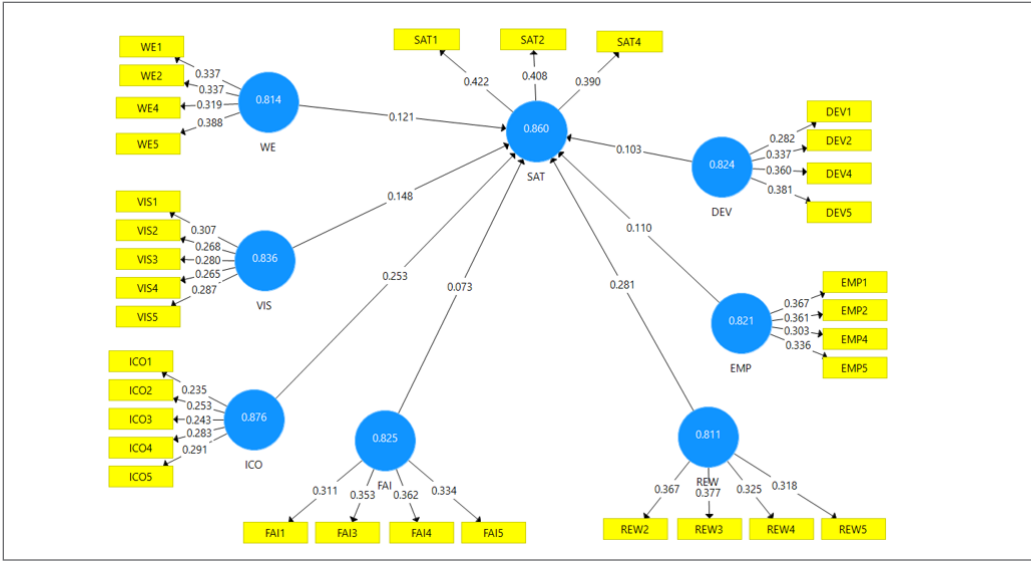 SAT1
SAT2
SAT4
0.422
0.408
0.390
0.860
SAT
WE1
WE2
WE4
WE5
0.337
0.337
0.319
0.388
0.814
WE
0.121
DEV1
DEV2
DEV4
DEV5
0.282
0.337
0.360
0.381
0.824
DEV
0.103
VIS1
VIS2
VIS3
VIS4
VIS5
0.307
0.268
0.280
0.265
0.287
0.836
VIS
0.148
0.110
0.253
0.073
0.281
EMP1
EMP2
EMP4
EMP5
0.367
0.361
0.303
0.336
0.821
EMP
ICO1
ICO2
ICO3
ICO4
ICO5
0.235
0.253
0.243
0.283
0.291
0.876
ICO
0.825
FAI
0.311
0.353
0.362
0.334
FAI1
FAI3
FAI4
FAI5
0.811
REW
0.367
0.377
0.325
0.318
REW2
REW3
REW4
REW5